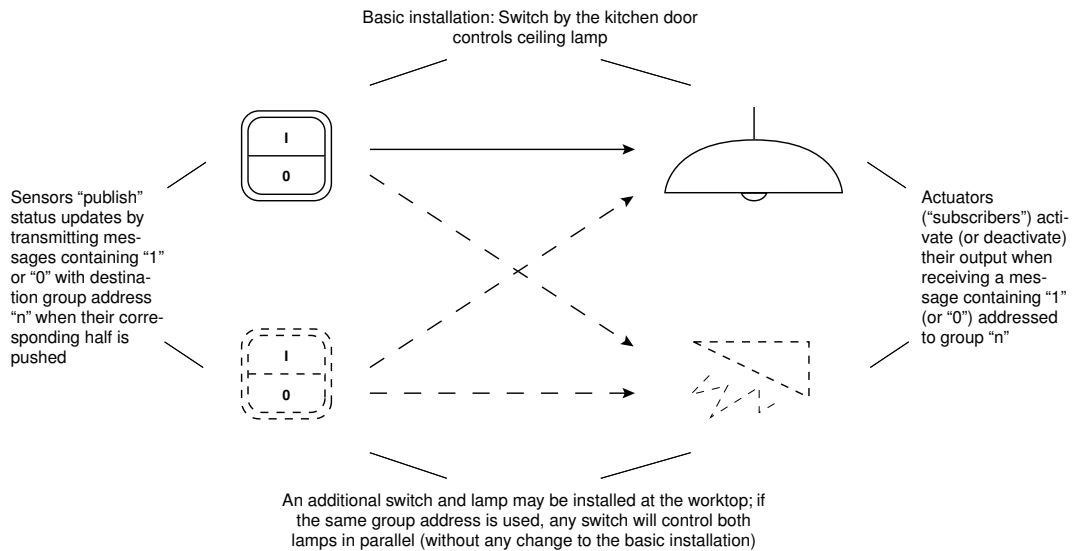 Basic installation: Switch by the kitchen door
controls ceiling lamp
I
0
Sensors “publish”
status updates by
transmitting mes-
sages containing “1”
or “0” with destina-
tion group address
“n” when their corre-
sponding half is
pushed
Actuators
(“subscribers”) acti-
vate (or deactivate)
their output when
receiving a mes-
sage containing “1”
(or “0”) addressed
to group “n”
I
0
An additional switch and lamp may be installed at the worktop; if
the same group address is used, any switch will control both
lamps in parallel (without any change to the basic installation)